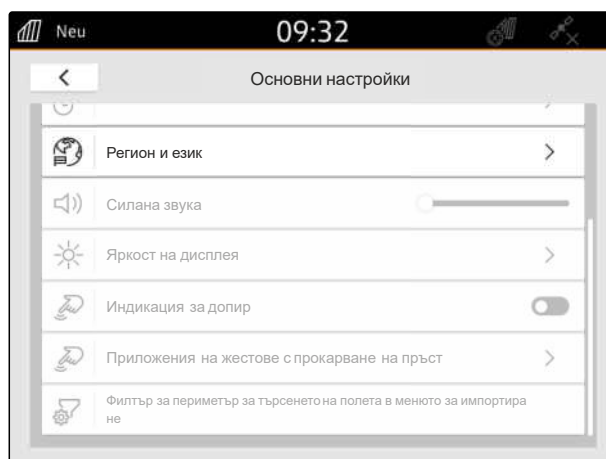 Neu
09:32
Основни настройки
Регион и език
Силана звука
Яркост на дисплея
Индикация за допир
Приложения на жестове с прокарване на пръст
Филтър за периметър за търсенето на полета в менюто за импортира
не